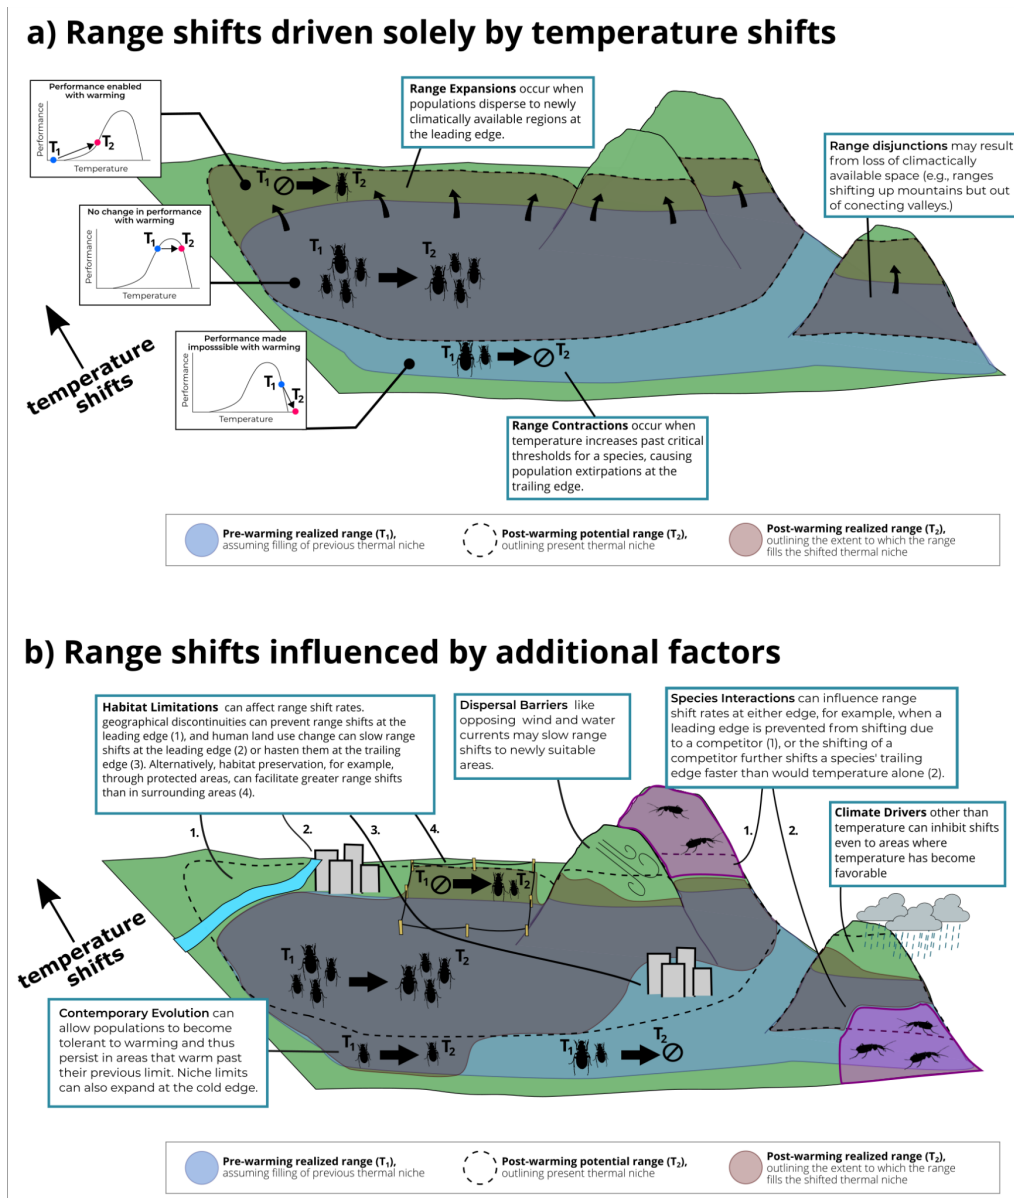 a) Range shifts driven solely by temperature shifts
Performance enabled
with warming
Performance
T1
T2
Temperature
No change in performance
with warming
Performance
T1
T2
Temperature
Performance made
imposssible with warming
Performance
T1
T2
Temperature
temperature
shifts
Range Expansions occur when
populations disperse to newly
climatically available regions at
the leading edge.
Range disjunctions may result
from loss of climactically
available space (e.g., ranges
shifting up mountains but out
of conecting valleys.)
T1
T2
T1
T2
T1
T2
Range Contractions occur when
temperature increases past critical
thresholds for a species, causing
population extirpations at the
trailing edge.
Pre-warming realized range (T1),
assuming filling of previous thermal niche
Post-warming potential range (T2),
outlining present thermal niche
Post-warming realized range (T2),
outlining the extent to which the range
fills the shifted thermal niche
b) Range shifts influenced by additional factors
Habitat Limitations can affect range shift rates.
geographical discontinuities can prevent range shifts at the
leading edge (1), and human land use change can slow range
shifts at the leading edge (2) or hasten them at the trailing
edge (3). Alternatively, habitat preservation, for example,
through protected areas, can facilitate greater range shifts
than in surrounding areas (4).
Dispersal Barriers like
opposing wind and water
currents may slow range
shifts to newly suitable
areas.
Species Interactions can influence range
shift rates at either edge, for example, when a
leading edge is prevented from shifting due
to a competitor (1), or the shifting of a
competitor further shifts a species' trailing
edge faster than would temperature alone (2).
Climate Drivers other than
temperature can inhibit shifts
even to areas where
temperature has become
favorable
1.
2.
3.
4.
1.
2.
T1
T2
T1
T2
T1
T2
T1
T2
temperature
shifts
Contemporary Evolution can
allow populations to become
tolerant to warming and thus
persist in areas that warm past
their previous limit. Niche limits
can also expand at the cold edge.
Pre-warming realized range (T1),
assuming filling of previous thermal niche
Post-warming potential range (T2),
outlining present thermal niche
Post-warming realized range (T2),
outlining the extent to which the range
fills the shifted thermal niche